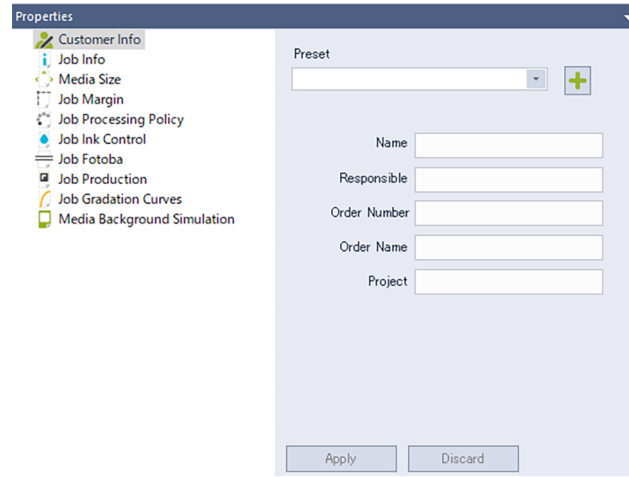 Properties
Customer Info
Job Info
Media Size
Job Margin
Job Processing Policy
Job Ink Control
Job Fotoba
Job Production
Job Gradation Curves
Media Background Simulation
Preset
Name
Responsible
Order Number
Order Name
Project
Apply
Discard